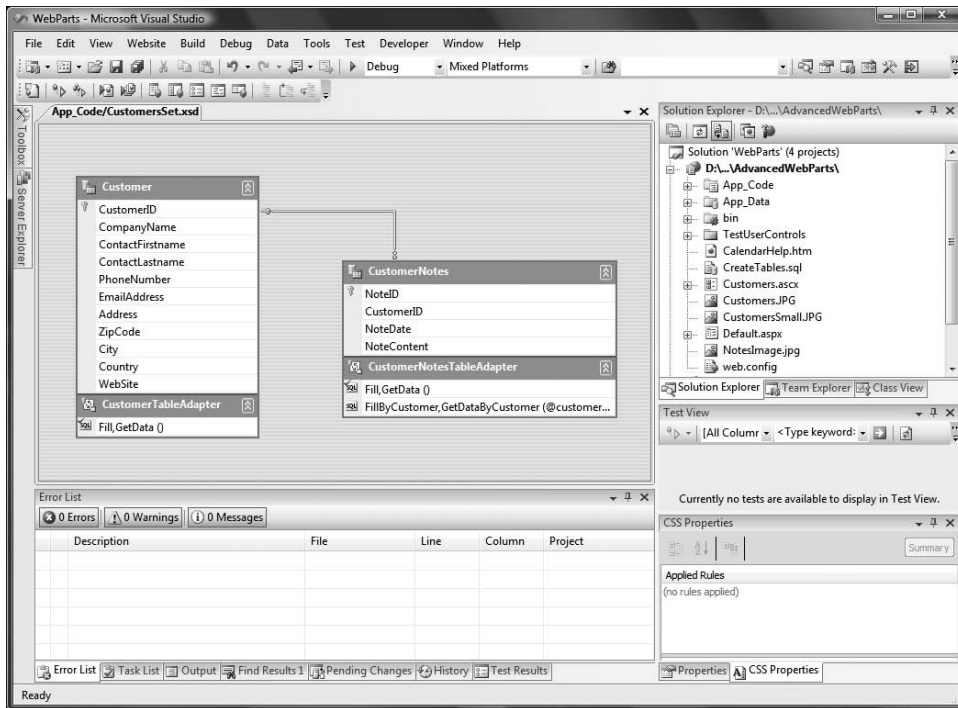 WebParts - Microsoft Visual Studio
File Edit View Website Build Debug Data Tools Test Developer Window Help
Debug Mixed Platforms
App_Code/CustomersSet.xsd
Toolbox
Server Explorer
Customer
CustomerID
CompanyName
ContactFirstname
ContactLastname
PhoneNumber
EmailAddress
Address
ZipCode
City
Country
WebSite
CustomerTableAdapter
SQL Fill,GetData ()
CustomerNotes
NoteID
CustomerID
NoteDate
NoteContent
CustomerNotesTableAdapter
SQL Fill,GetData ()
SQL FillByCustomer,GetDataByCustomer (@customer...
Solution Explorer - D:\...\AdvancedWebParts\
Solution 'WebParts' (4 projects)
D:\...\AdvancedWebParts\
App_Code
App_Data
bin
TestUserControls
CalendarHelp.htm
CreateTables.sql
Customers.ascx
Customers.JPG
CustomersSmall.JPG
Default.aspx
NotesImage.jpg
web.config
Solution Explorer Team Explorer Class View
Test View
[All Columr <Type keyword:
Currently no tests are available to display in Test View.
CSS Properties
Summary
Applied Rules
(no rules applied)
Properties CSS Properties
Error List
0 Errors 0 Warnings 0 Messages
Description File Line Column Project
Error List Task List Output Find Results 1 Pending Changes History Test Results
Ready